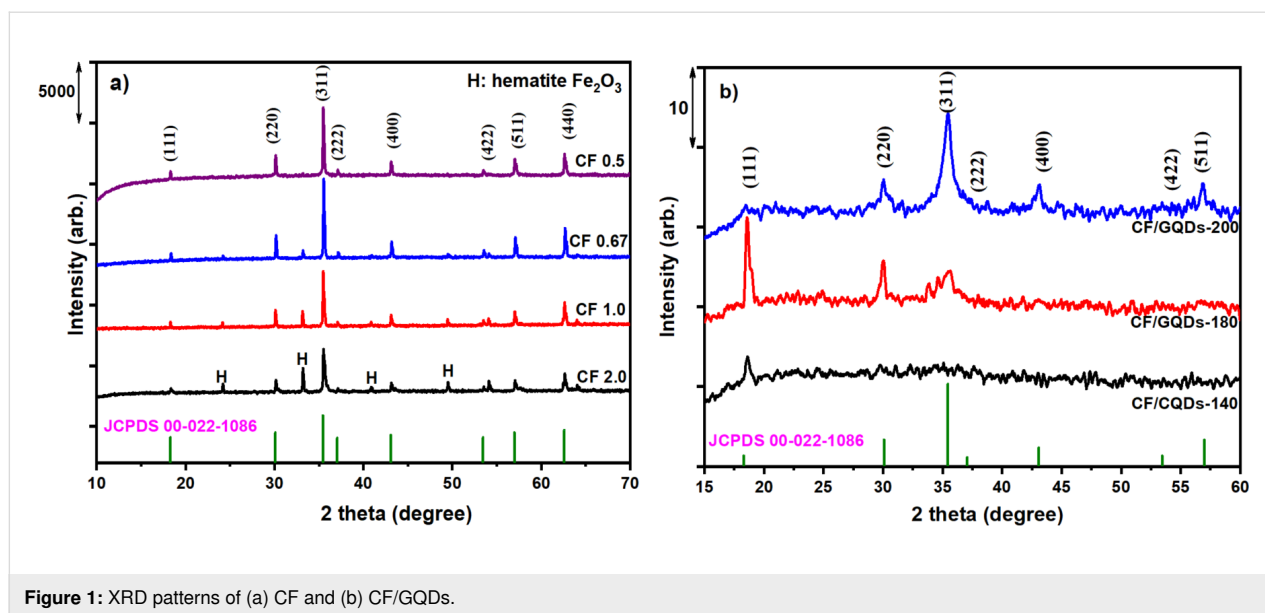 a)
H: hematite Fe₂O₃
5000
(111)
(220)
(311)
(222)
(400)
(422)
(511)
(440)
CF 0.5
CF 0.67
CF 1.0
H
H
H
H
CF 2.0
JCPDS 00-022-1086
Intensity (arb.)
10 20 30 40 50 60 70
2 theta (degree)
b)
10
(111)
(220)
(311)
(222)
(400)
(422)
(511)
CF/GQDs-200
CF/GQDs-180
CF/CQDs-140
JCPDS 00-022-1086
Intensity (arb.)
15 20 25 30 35 40 45 50 55 60
2 theta (degree)
Figure 1: XRD patterns of (a) CF and (b) CF/GQDs.